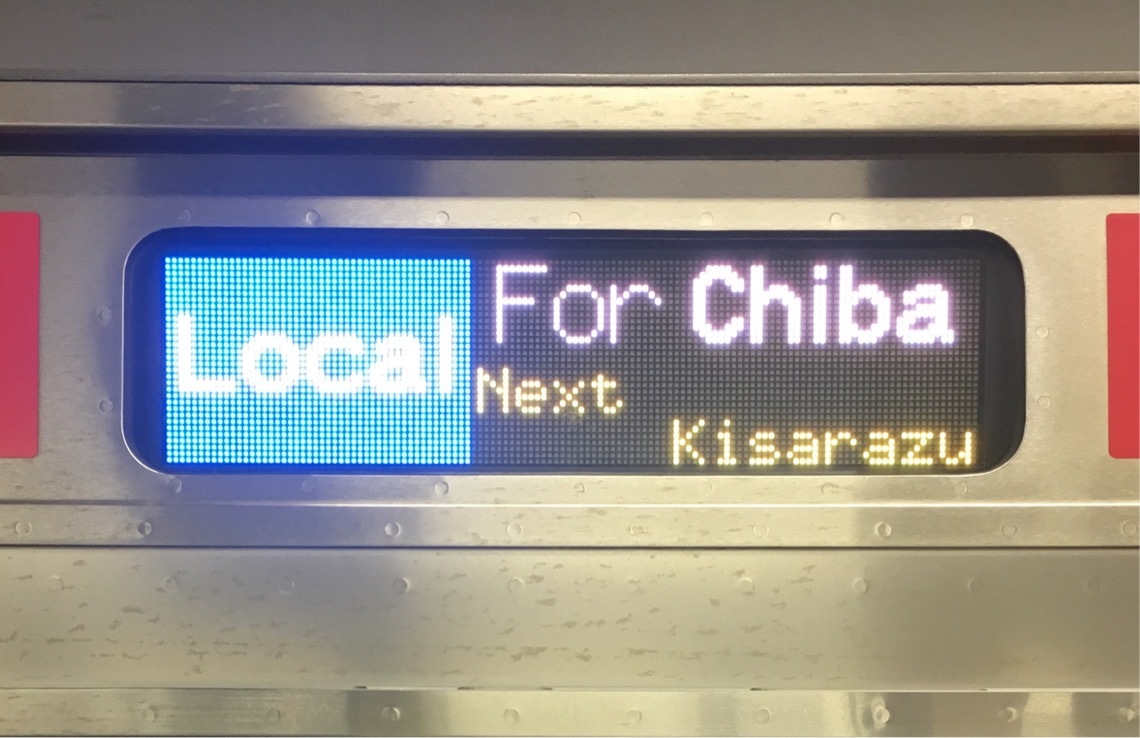 Local
For Chiba
Next
Kisarazu